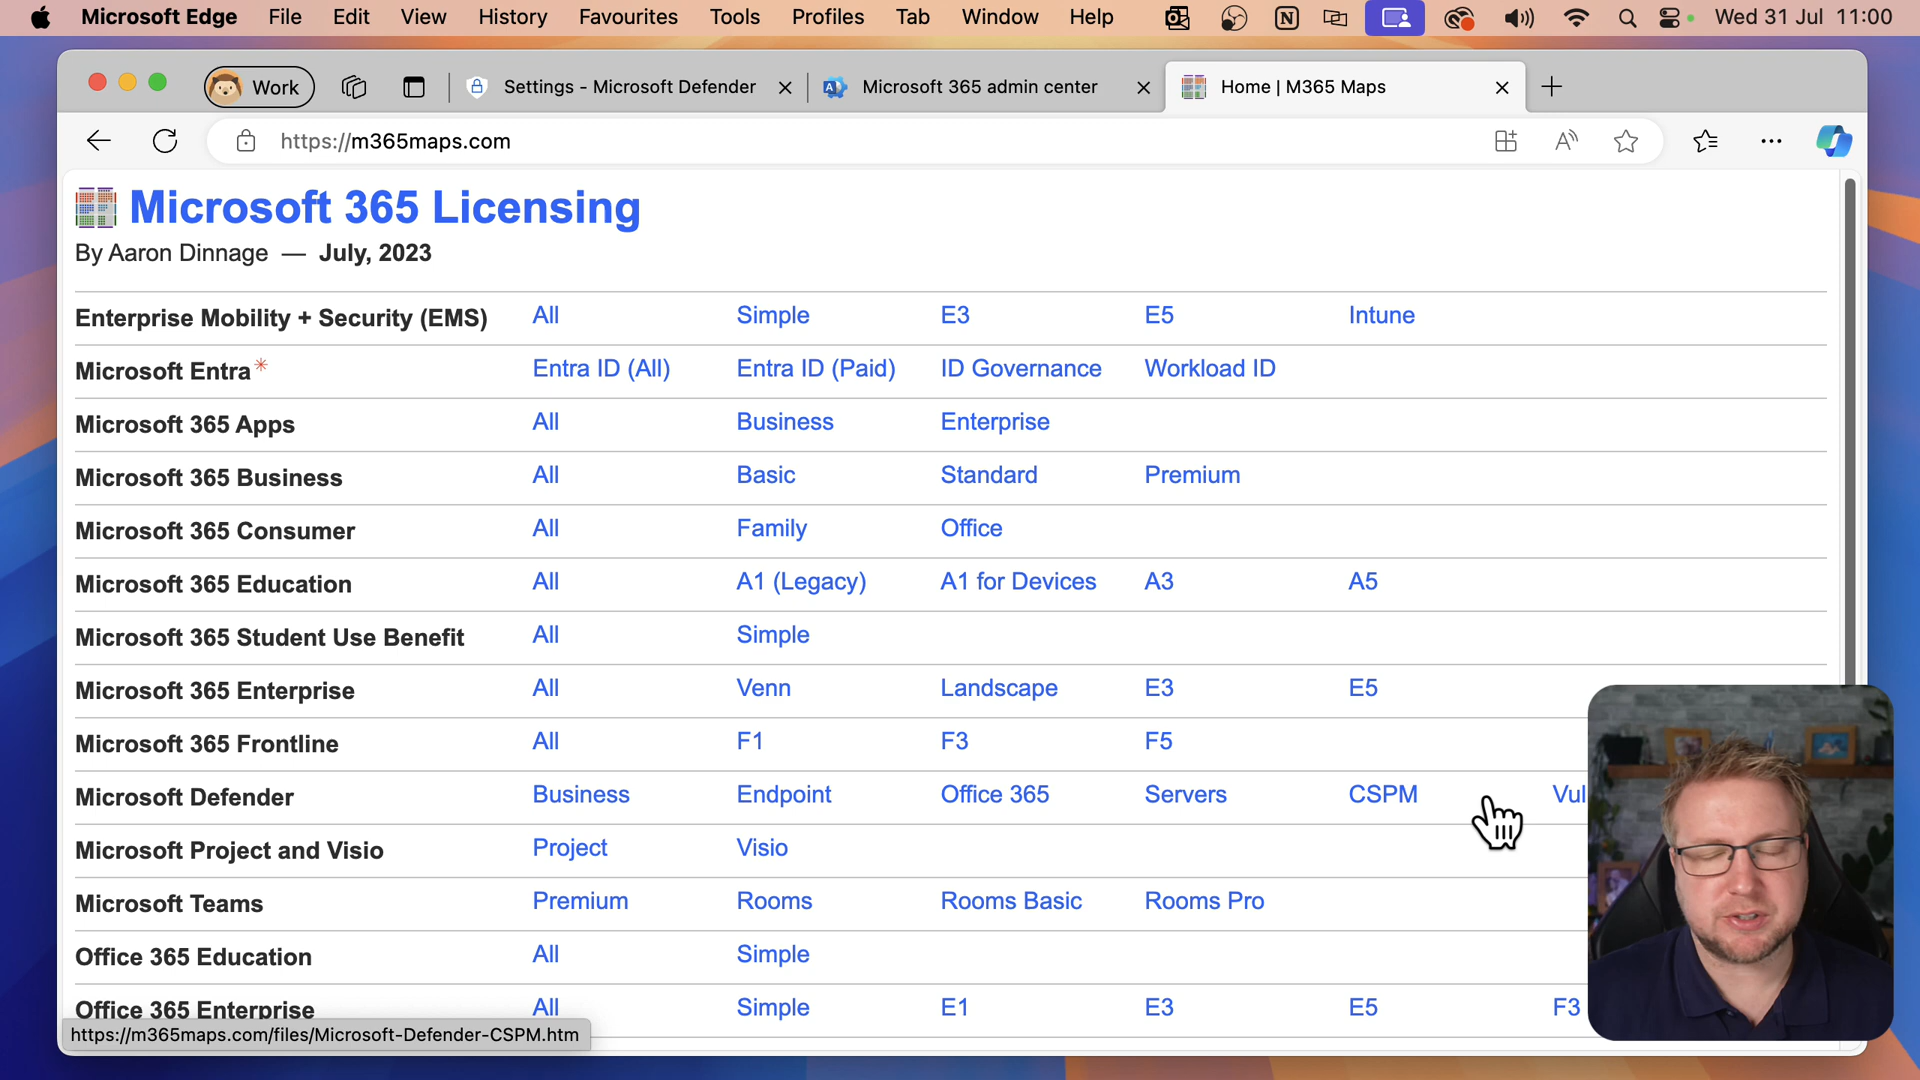 Microsoft Edge File Edit View History Favourites Tools Profiles Tab Window Help Wed 31 Jul 11:00
Work Settings - Microsoft Defender Microsoft 365 admin center Home | M365 Maps
https://m365maps.com
Microsoft 365 Licensing
By Aaron Dinnage — July, 2023
Enterprise Mobility + Security (EMS) All Simple E3 E5 Intune
Microsoft Entra* Entra ID (All) Entra ID (Paid) ID Governance Workload ID
Microsoft 365 Apps All Business Enterprise
Microsoft 365 Business All Basic Standard Premium
Microsoft 365 Consumer All Family Office
Microsoft 365 Education All A1 (Legacy) A1 for Devices A3 A5
Microsoft 365 Student Use Benefit All Simple
Microsoft 365 Enterprise All Venn Landscape E3 E5
Microsoft 365 Frontline All F1 F3 F5
Microsoft Defender Business Endpoint Office 365 Servers CSPM Vul
Microsoft Project and Visio Project Visio
Microsoft Teams Premium Rooms Rooms Basic Rooms Pro
Office 365 Education All Simple
Office 365 Enterprise All Simple E1 E3 E5 F3
https://m365maps.com/files/Microsoft-Defender-CSPM.htm